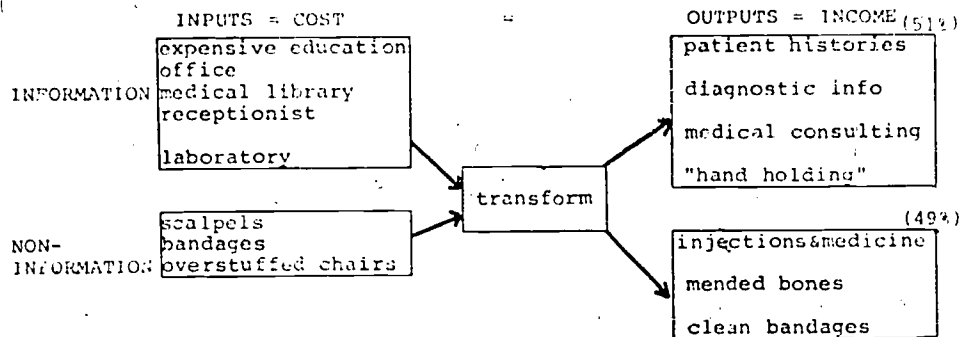 INPUTS = COST
=
OUTPUTS = INCOME (51%)
INFORMATION
expensive education
office
medical library
receptionist
laboratory
NON-
INFORMATION
scalpels
bandages
overstuffed chairs
transform
patient histories
diagnostic info
medical consulting
"hand holding"
(49%)
injections&medicine
mended bones
clean bandages